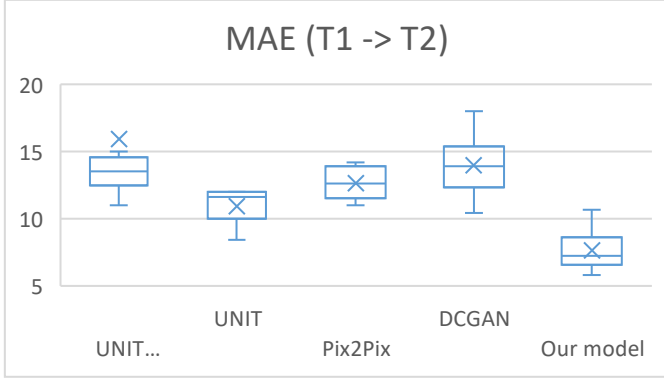 MAE (T1 -> T2)
20
15
10
5
UNIT DCGAN
UNIT... Pix2Pix Our model